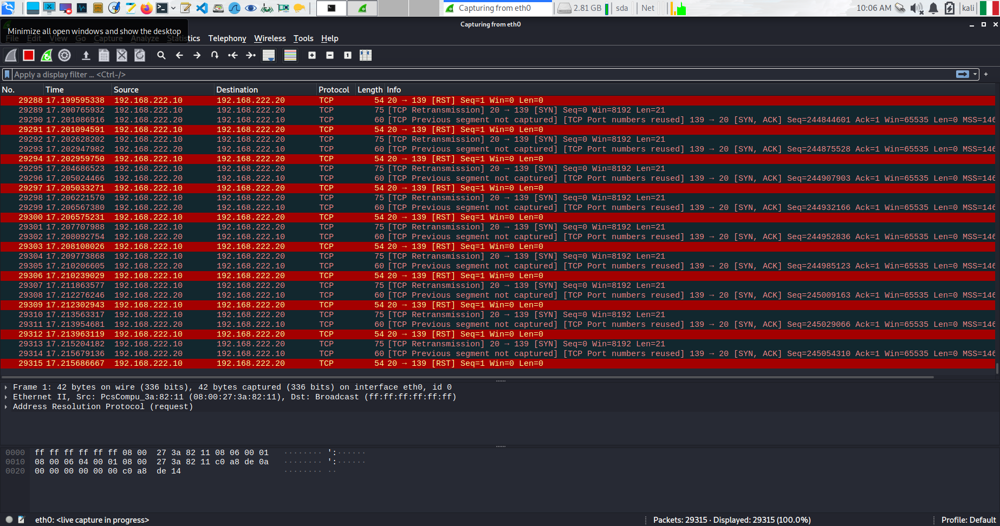 Capturing from eth0 2.81 GB sda Net 10:06 AM kali
Capturing from eth0
Minimize all open windows and show the desktop
File Edit View Go Capture Analyze Statistics Telephony Wireless Tools Help
Apply a display filter ... <Ctrl-/>
No. Time Source Destination Protocol Length Info
29288 17.199595338 192.168.222.10 192.168.222.20 TCP 54 20 → 139 [RST] Seq=1 Win=0 Len=0
29289 17.200765932 192.168.222.10 192.168.222.20 TCP 75 [TCP Retransmission] 20 → 139 [SYN] Seq=0 Win=8192 Len=21
29290 17.201086916 192.168.222.20 192.168.222.10 TCP 60 [TCP Previous segment not captured] [TCP Port numbers reused] 139 → 20 [SYN, ACK] Seq=244844601 Ack=1 Win=65535 Len=0 MSS=146
29291 17.201094591 192.168.222.10 192.168.222.20 TCP 54 20 → 139 [RST] Seq=1 Win=0 Len=0
29292 17.202628202 192.168.222.10 192.168.222.20 TCP 75 [TCP Retransmission] 20 → 139 [SYN] Seq=0 Win=8192 Len=21
29293 17.202947982 192.168.222.20 192.168.222.10 TCP 60 [TCP Previous segment not captured] [TCP Port numbers reused] 139 → 20 [SYN, ACK] Seq=244875528 Ack=1 Win=65535 Len=0 MSS=146
29294 17.202959750 192.168.222.10 192.168.222.20 TCP 54 20 → 139 [RST] Seq=1 Win=0 Len=0
29295 17.204686523 192.168.222.10 192.168.222.20 TCP 75 [TCP Retransmission] 20 → 139 [SYN] Seq=0 Win=8192 Len=21
29296 17.205024466 192.168.222.20 192.168.222.10 TCP 60 [TCP Previous segment not captured] [TCP Port numbers reused] 139 → 20 [SYN, ACK] Seq=244907903 Ack=1 Win=65535 Len=0 MSS=146
29297 17.205033271 192.168.222.10 192.168.222.20 TCP 54 20 → 139 [RST] Seq=1 Win=0 Len=0
29298 17.206221570 192.168.222.10 192.168.222.20 TCP 75 [TCP Retransmission] 20 → 139 [SYN] Seq=0 Win=8192 Len=21
29299 17.206567380 192.168.222.20 192.168.222.10 TCP 60 [TCP Previous segment not captured] [TCP Port numbers reused] 139 → 20 [SYN, ACK] Seq=244932166 Ack=1 Win=65535 Len=0 MSS=146
29300 17.206575231 192.168.222.10 192.168.222.20 TCP 54 20 → 139 [RST] Seq=1 Win=0 Len=0
29301 17.207707988 192.168.222.10 192.168.222.20 TCP 75 [TCP Retransmission] 20 → 139 [SYN] Seq=0 Win=8192 Len=21
29302 17.208092754 192.168.222.20 192.168.222.10 TCP 60 [TCP Previous segment not captured] [TCP Port numbers reused] 139 → 20 [SYN, ACK] Seq=244952836 Ack=1 Win=65535 Len=0 MSS=146
29303 17.208108026 192.168.222.10 192.168.222.20 TCP 54 20 → 139 [RST] Seq=1 Win=0 Len=0
29304 17.209773868 192.168.222.10 192.168.222.20 TCP 75 [TCP Retransmission] 20 → 139 [SYN] Seq=0 Win=8192 Len=21
29305 17.210206605 192.168.222.20 192.168.222.10 TCP 60 [TCP Previous segment not captured] [TCP Port numbers reused] 139 → 20 [SYN, ACK] Seq=244985123 Ack=1 Win=65535 Len=0 MSS=146
29306 17.210239029 192.168.222.10 192.168.222.20 TCP 54 20 → 139 [RST] Seq=1 Win=0 Len=0
29307 17.211863577 192.168.222.10 192.168.222.20 TCP 75 [TCP Retransmission] 20 → 139 [SYN] Seq=0 Win=8192 Len=21
29308 17.212276246 192.168.222.20 192.168.222.10 TCP 60 [TCP Previous segment not captured] [TCP Port numbers reused] 139 → 20 [SYN, ACK] Seq=245009163 Ack=1 Win=65535 Len=0 MSS=146
29309 17.212302943 192.168.222.10 192.168.222.20 TCP 54 20 → 139 [RST] Seq=1 Win=0 Len=0
29310 17.213563317 192.168.222.10 192.168.222.20 TCP 75 [TCP Retransmission] 20 → 139 [SYN] Seq=0 Win=8192 Len=21
29311 17.213954681 192.168.222.20 192.168.222.10 TCP 60 [TCP Previous segment not captured] [TCP Port numbers reused] 139 → 20 [SYN, ACK] Seq=245029066 Ack=1 Win=65535 Len=0 MSS=146
29312 17.213963119 192.168.222.10 192.168.222.20 TCP 54 20 → 139 [RST] Seq=1 Win=0 Len=0
29313 17.215204182 192.168.222.10 192.168.222.20 TCP 75 [TCP Retransmission] 20 → 139 [SYN] Seq=0 Win=8192 Len=21
29314 17.215679136 192.168.222.20 192.168.222.10 TCP 60 [TCP Previous segment not captured] [TCP Port numbers reused] 139 → 20 [SYN, ACK] Seq=245054310 Ack=1 Win=65535 Len=0 MSS=146
29315 17.215686667 192.168.222.10 192.168.222.20 TCP 54 20 → 139 [RST] Seq=1 Win=0 Len=0
Frame 1: 42 bytes on wire (336 bits), 42 bytes captured (336 bits) on interface eth0, id 0
Ethernet II, Src: PcsCompu_3a:82:11 (08:00:27:3a:82:11), Dst: Broadcast (ff:ff:ff:ff:ff:ff)
Address Resolution Protocol (request)
0000 ff ff ff ff ff ff 08 00 27 3a 82 11 08 06 00 01 ········ ':······
0010 08 00 06 04 00 01 08 00 27 3a 82 11 c0 a8 de 0a ········ ':······
0020 00 00 00 00 00 00 c0 a8 de 14 ········ ··
eth0: <live capture in progress> Packets: 29315 · Displayed: 29315 (100.0%) Profile: Default